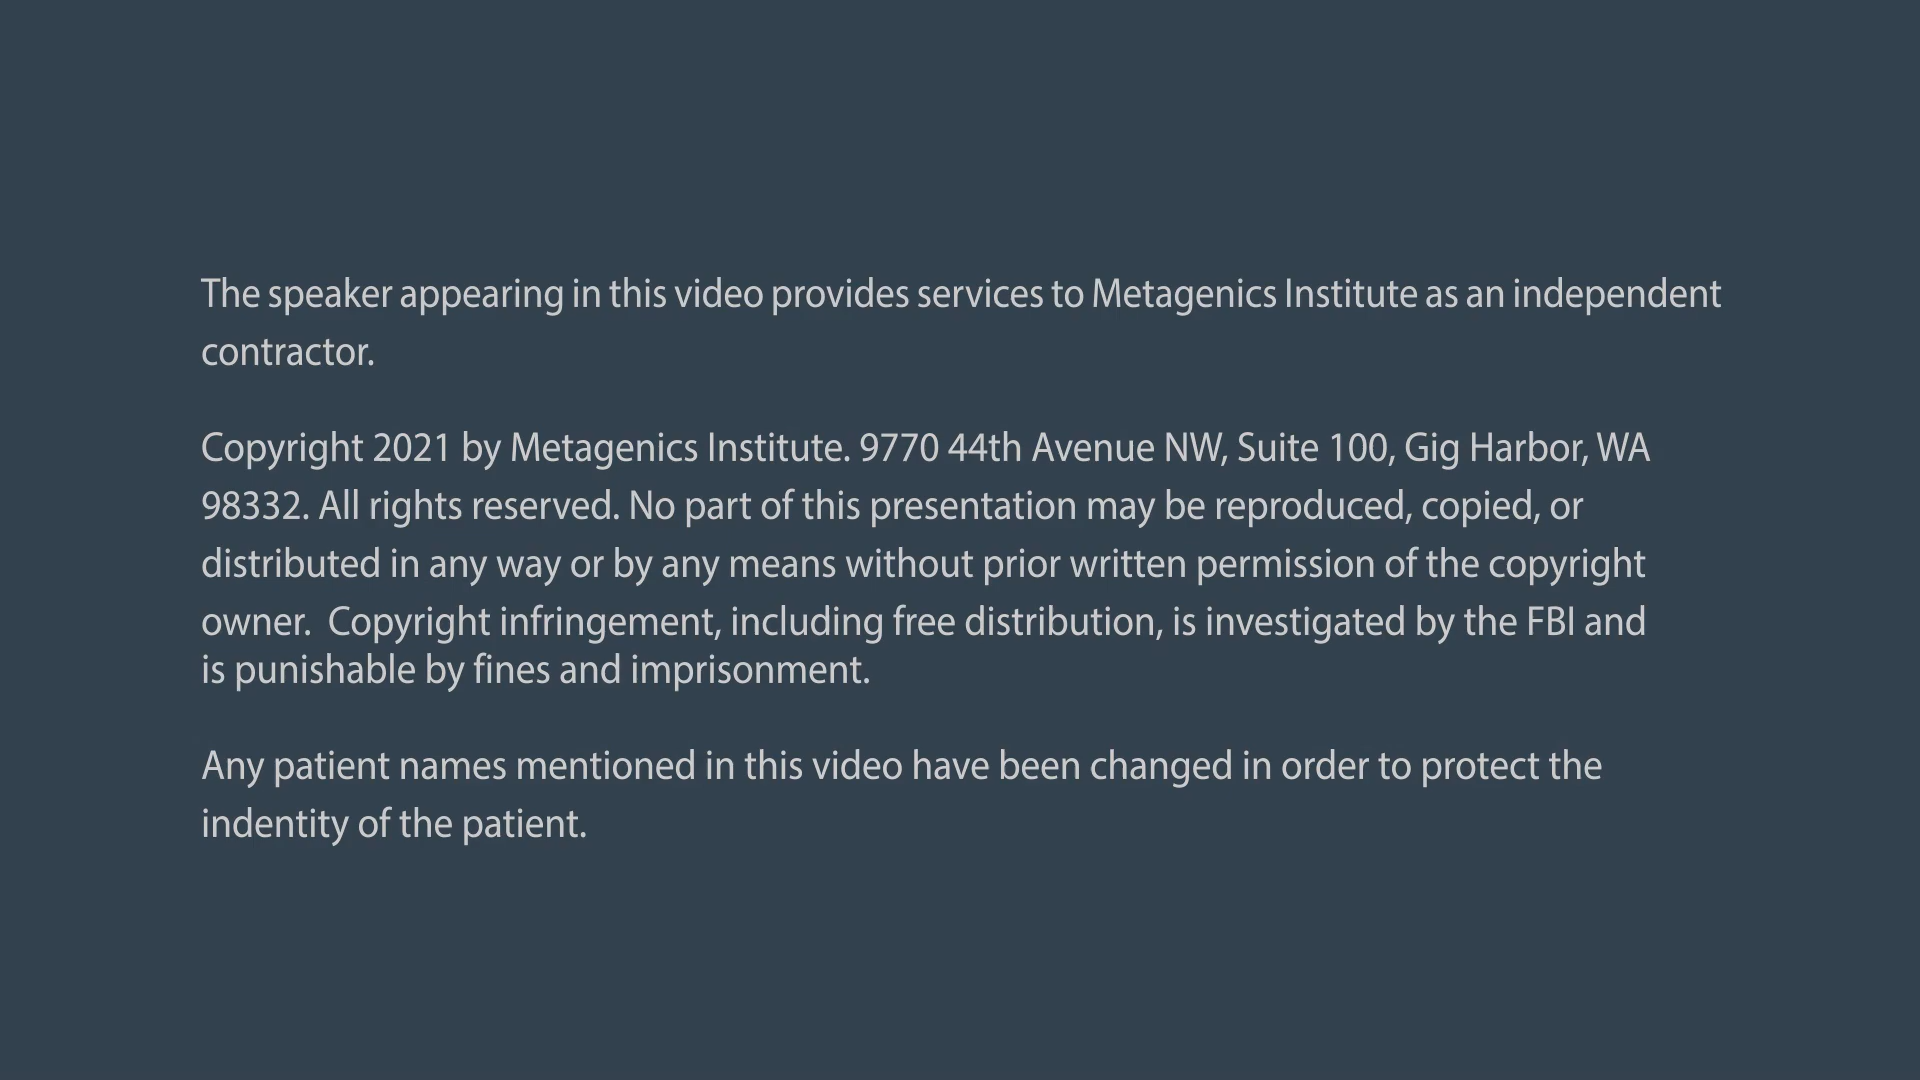 The speaker appearing in this video provides services to Metagenics Institute as an independent
contractor.
Copyright 2021 by Metagenics Institute. 9770 44th Avenue NW, Suite 100, Gig Harbor, WA
98332. All rights reserved. No part of this presentation may be reproduced, copied, or
distributed in any way or by any means without prior written permission of the copyright
owner.  Copyright infringement, including free distribution, is investigated by the FBI and
is punishable by fines and imprisonment.
Any patient names mentioned in this video have been changed in order to protect the
indentity of the patient.